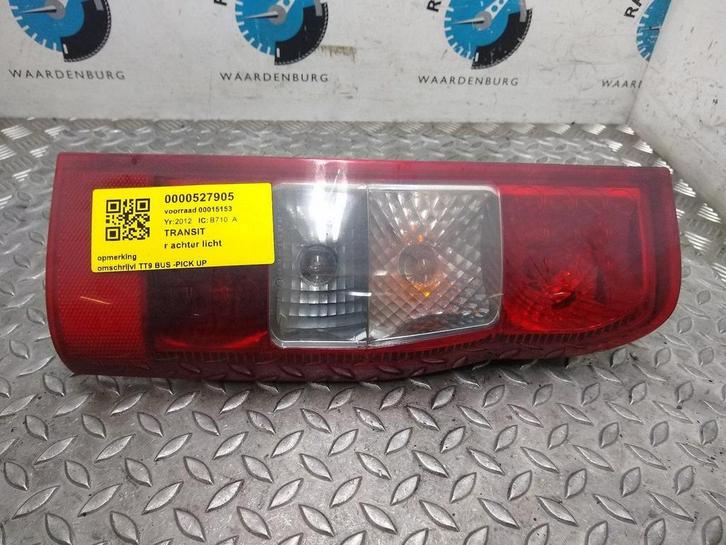 WAARDENBURG
WAARDENBURG
WAARDENBURG
WAARDENBURG
0000527905
voorraad 00015153
Yr:2012 IC:B710 A
TRANSIT
r achter licht
opmerking
omschrijvi TT9 BUS -PICK UP